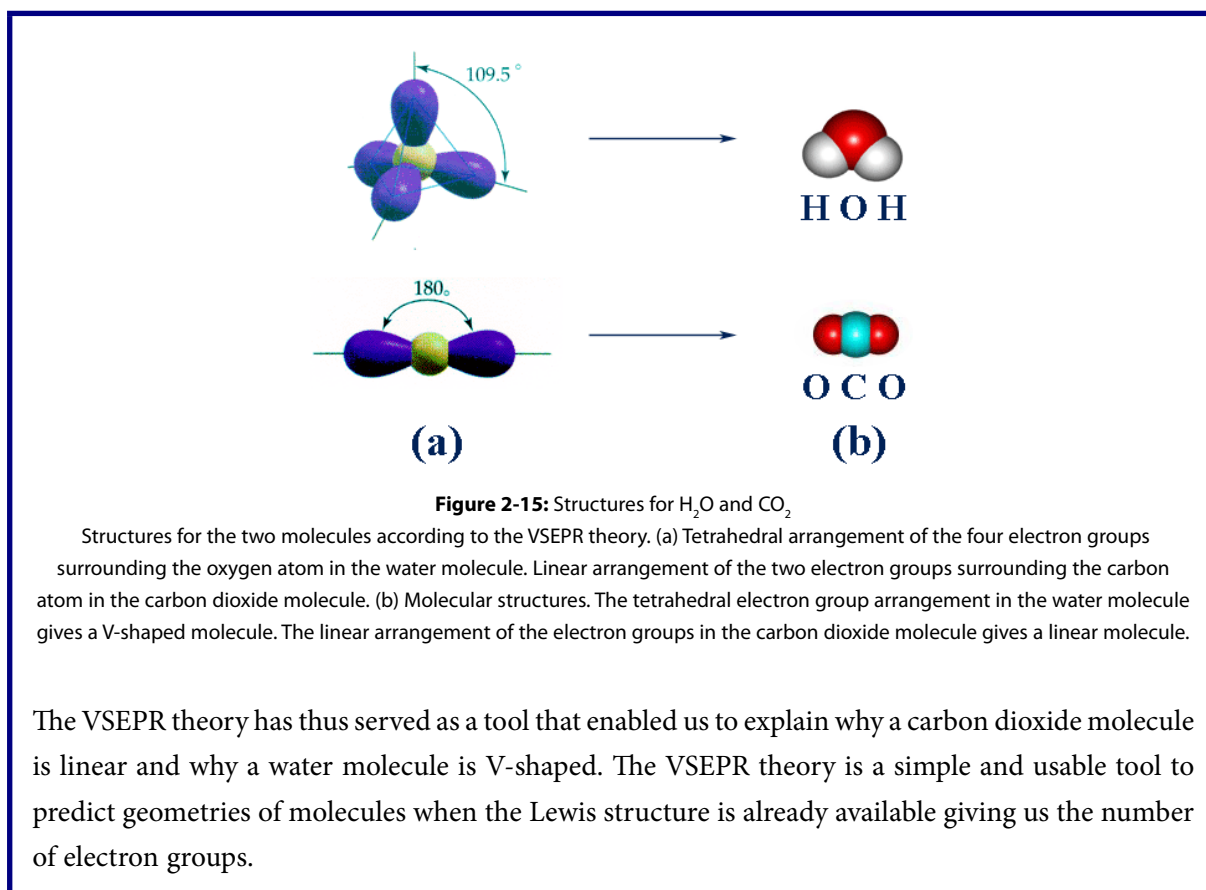 109.5°
H O H
180°
O C O
(a)
(b)
Figure 2-15: Structures for H₂O and CO₂
Structures for the two molecules according to the VSEPR theory. (a) Tetrahedral arrangement of the four electron groups
surrounding the oxygen atom in the water molecule. Linear arrangement of the two electron groups surrounding the carbon
atom in the carbon dioxide molecule. (b) Molecular structures. The tetrahedral electron group arrangement in the water molecule
gives a V-shaped molecule. The linear arrangement of the electron groups in the carbon dioxide molecule gives a linear molecule.
The VSEPR theory has thus served as a tool that enabled us to explain why a carbon dioxide molecule
is linear and why a water molecule is V-shaped. The VSEPR theory is a simple and usable tool to
predict geometries of molecules when the Lewis structure is already available giving us the number
of electron groups.